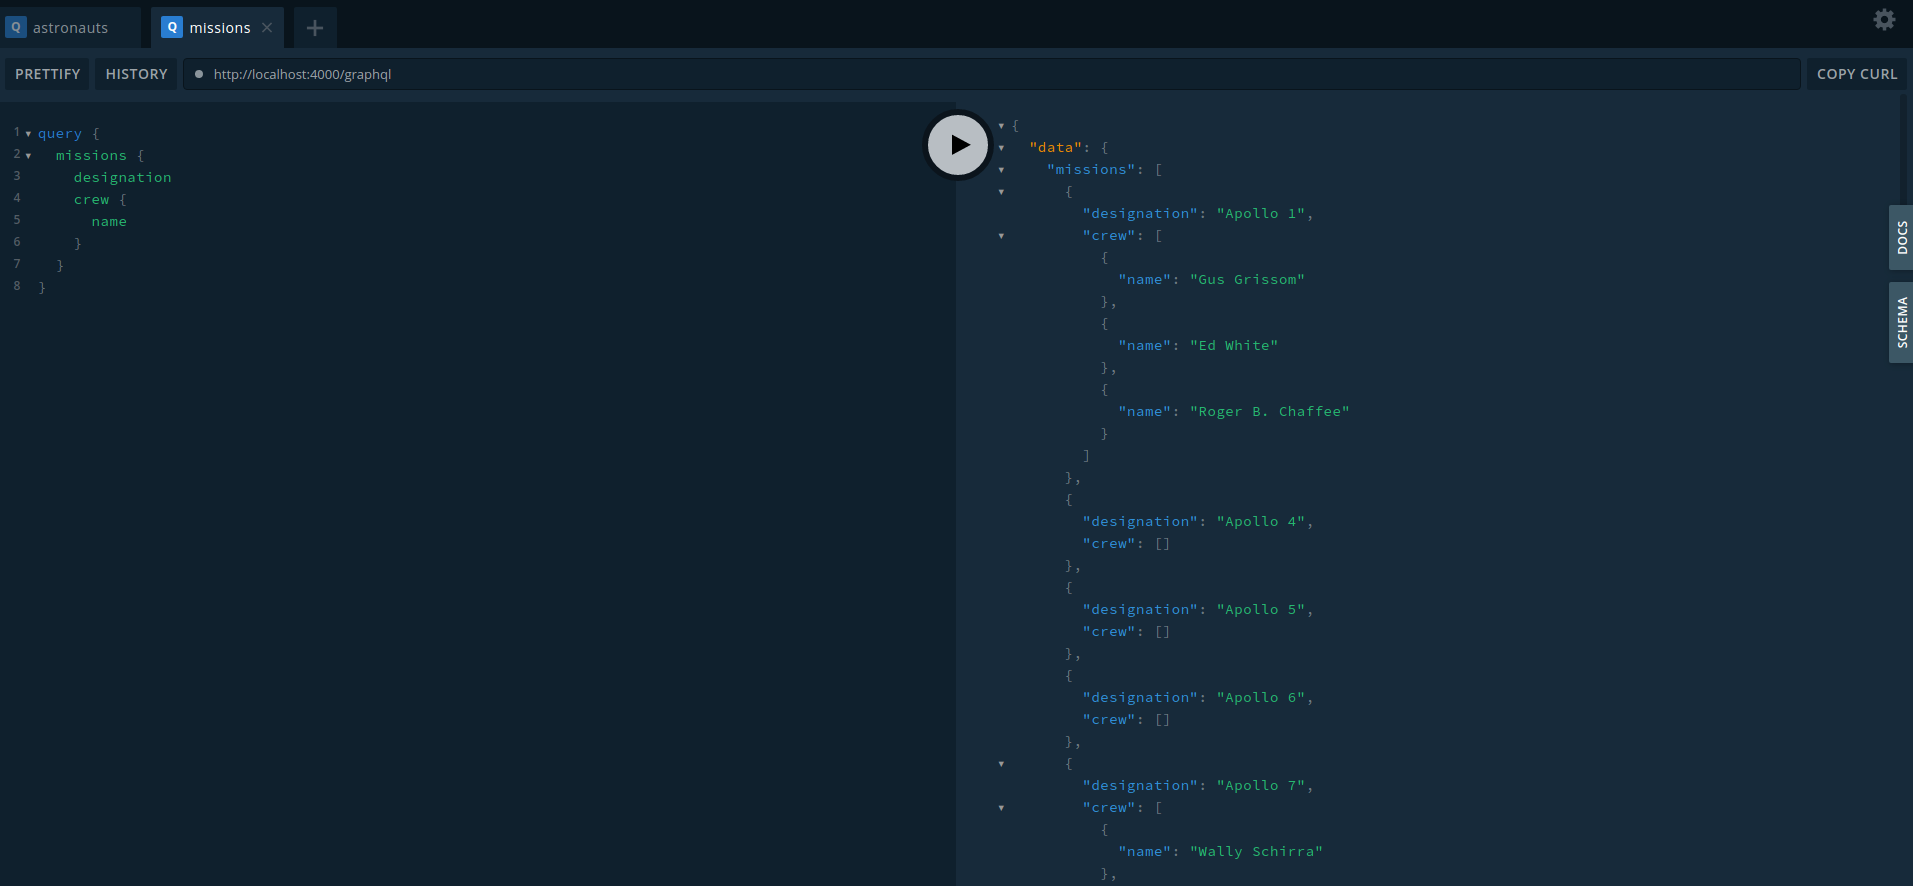 Q astronauts
Q missions
PRETTIFY HISTORY http://localhost:4000/graphql COPY CURL
1 query {
2 missions {
3 designation
4 crew {
5 name
6 }
7 }
8 }
{
"data": {
"missions": [
{
"designation": "Apollo 1",
"crew": [
{
"name": "Gus Grissom"
},
{
"name": "Ed White"
},
{
"name": "Roger B. Chaffee"
}
]
},
{
"designation": "Apollo 4",
"crew": []
},
{
"designation": "Apollo 5",
"crew": []
},
{
"designation": "Apollo 6",
"crew": []
},
{
"designation": "Apollo 7",
"crew": [
{
"name": "Wally Schirra"
},
DOCS
SCHEMA